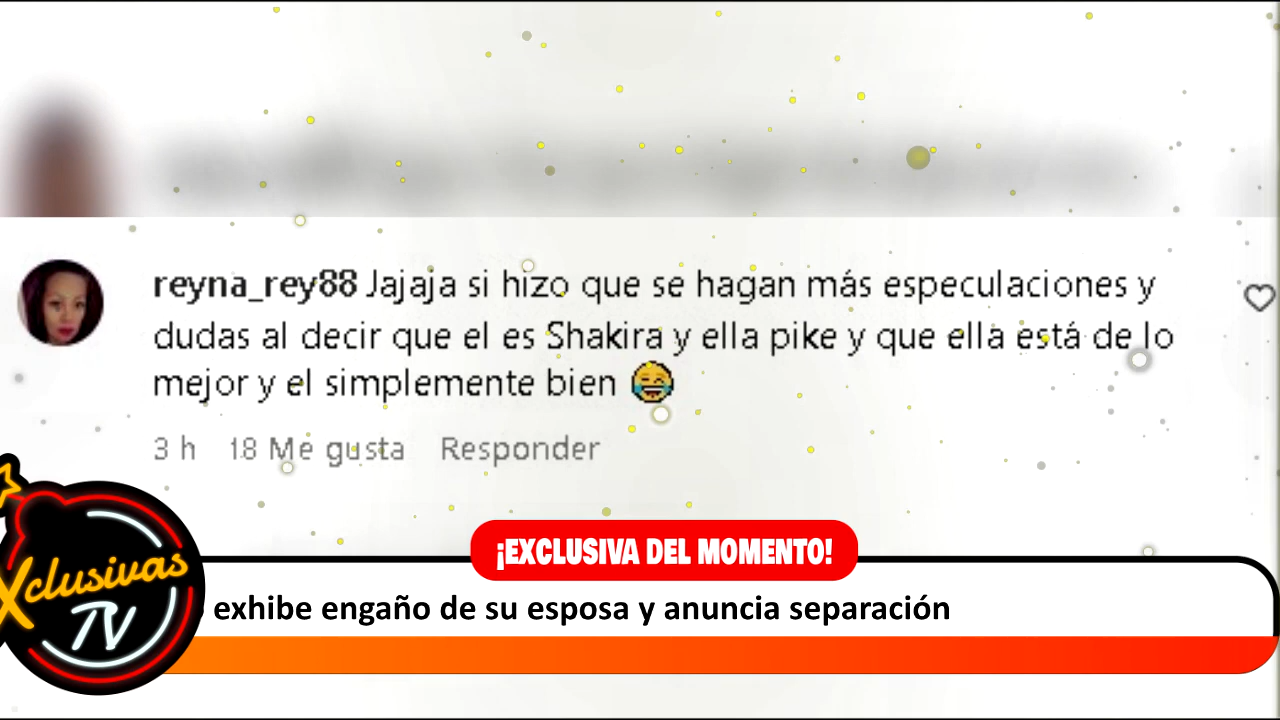 reyna_rey88 Jajaja si hizo que se hagan más especulaciones y
dudas al decir que el es Shakira y ella pike y que ella está de lo
mejor y el simplemente bien 😂
3 h 18 Me gusta Responder
¡EXCLUSIVA DEL MOMENTO!
exhibe engaño de su esposa y anuncia separación
Xclusivas
TV